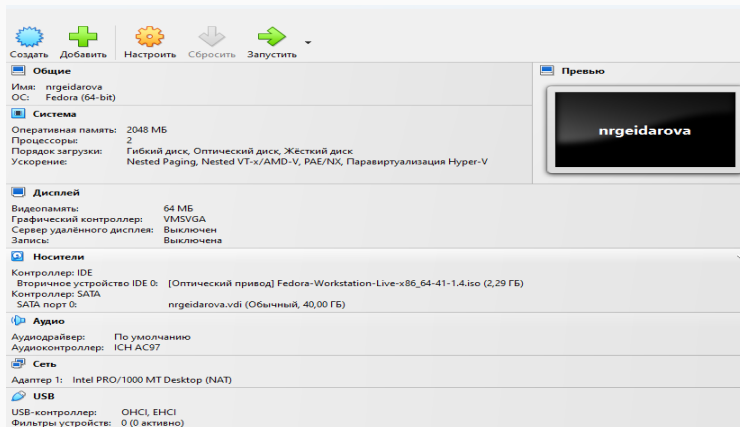 Создать Добавить Настроить Сбросить Запустить
Общие
Имя: nrgeidarova
ОС: Fedora (64-bit)
Превью
nrgeidarova
Система
Оперативная память: 2048 МБ
Процессоры: 2
Порядок загрузки: Гибкий диск, Оптический диск, Жёсткий диск
Ускорение: Nested Paging, Nested VT-x/AMD-V, PAE/NX, Паравиртуализация Hyper-V
Дисплей
Видеопамять: 64 МБ
Графический контроллер: VMSVGA
Сервер удалённого дисплея: Выключен
Запись: Выключена
Носители
Контроллер: IDE
Вторичное устройство IDE 0: [Оптический привод] Fedora-Workstation-Live-x86_64-41-1.4.iso (2,29 ГБ)
Контроллер: SATA
SATA порт 0: nrgeidarova.vdi (Обычный, 40,00 ГБ)
Аудио
Аудиодрайвер: По умолчанию
Аудиоконтроллер: ICH AC97
Сеть
Адаптер 1: Intel PRO/1000 MT Desktop (NAT)
USB
USB-контроллер: OHCI, EHCI
Фильтры устройств: 0 (0 активно)